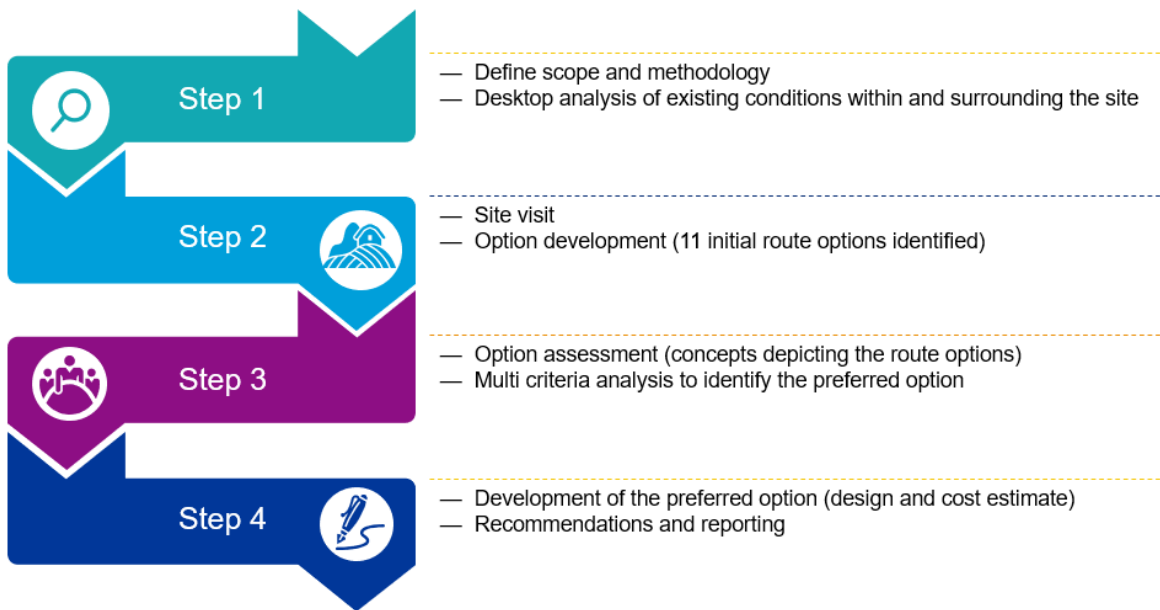 Step 1
— Define scope and methodology
— Desktop analysis of existing conditions within and surrounding the site
Step 2
— Site visit
— Option development (11 initial route options identified)
Step 3
— Option assessment (concepts depicting the route options)
— Multi criteria analysis to identify the preferred option
Step 4
— Development of the preferred option (design and cost estimate)
— Recommendations and reporting